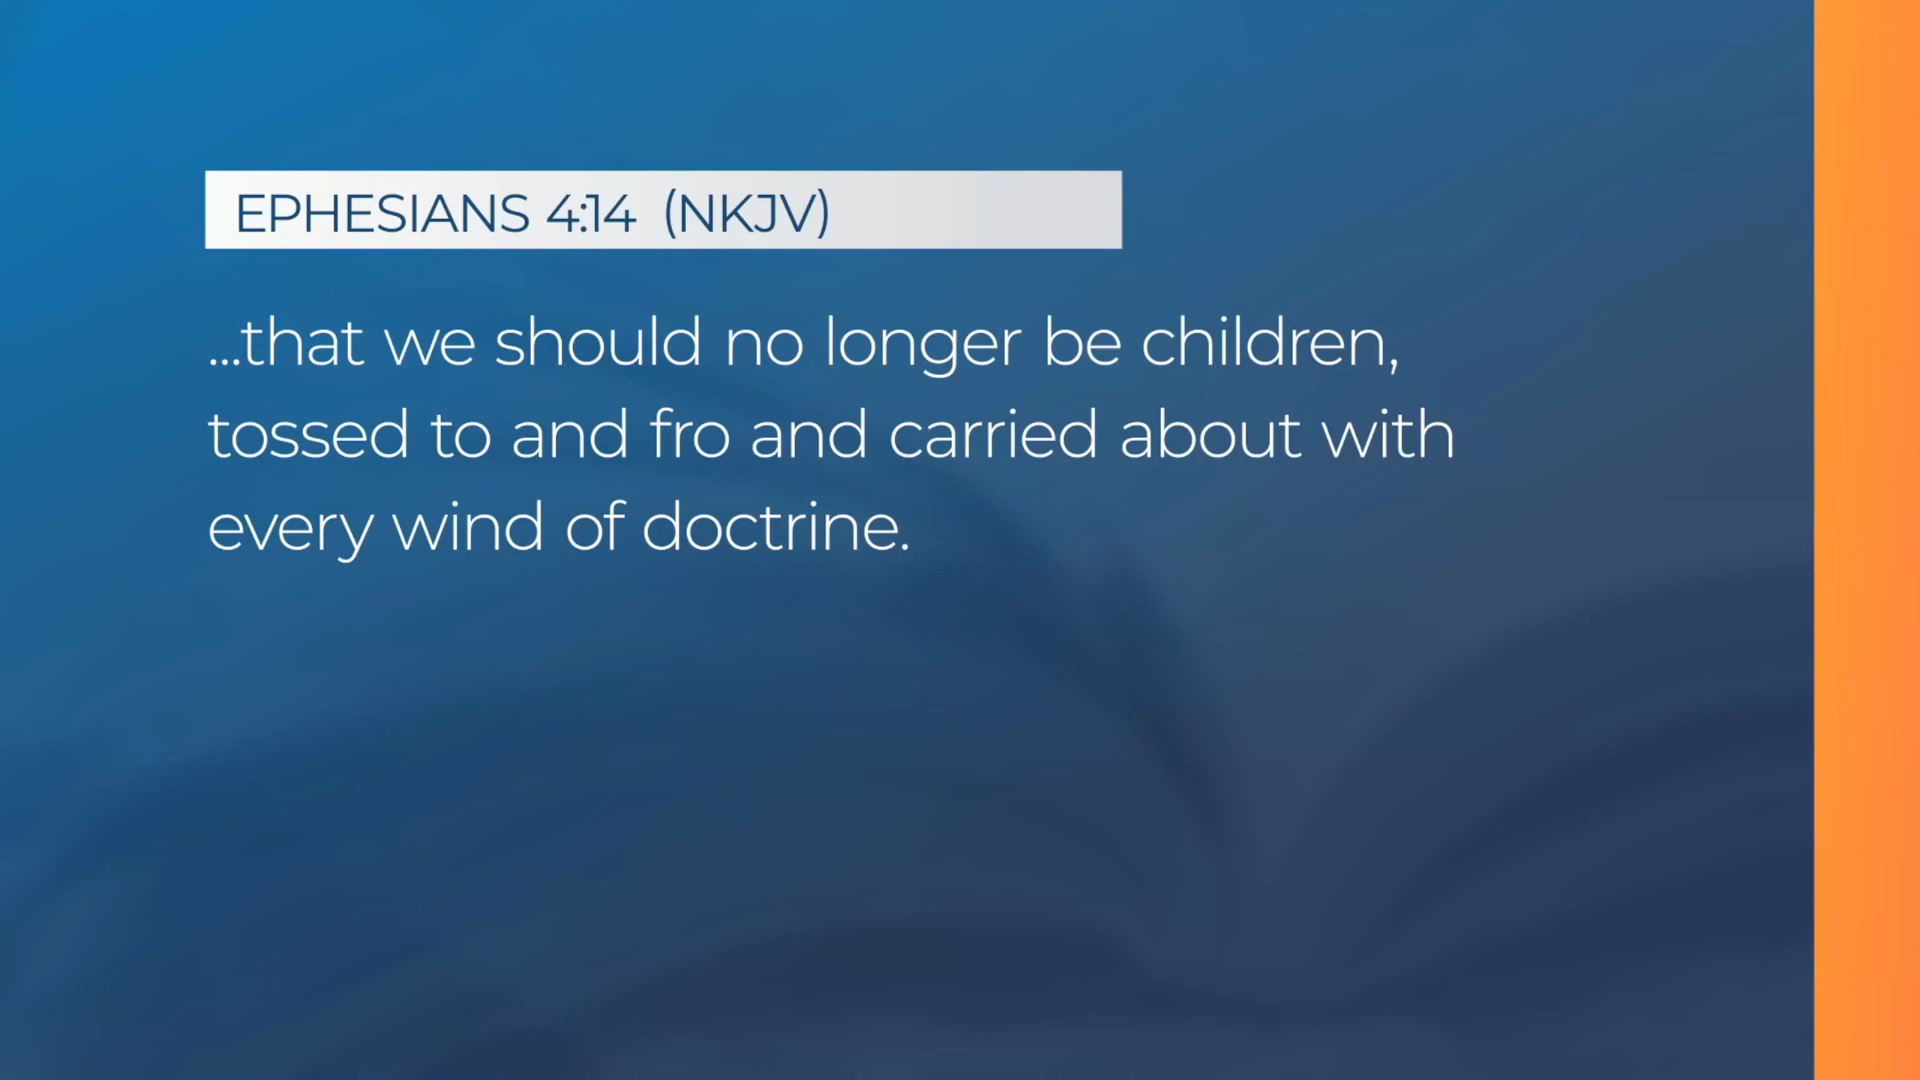 EPHESIANS 4:14 (NKJV)
...that we should no longer be children,
tossed to and fro and carried about with
every wind of doctrine.